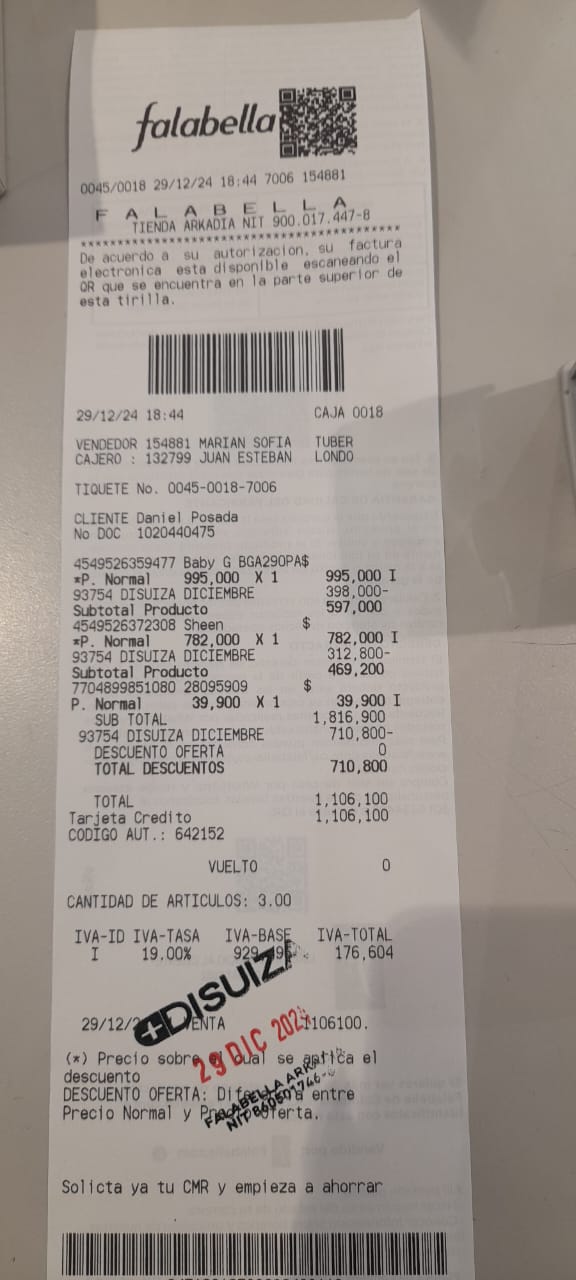 falabella
0045/0018 29/12/24 18:44 7006 154881
F A L A B E L L A
TIENDA ARKADIA NIT 900.017.447-8
****************************************
De acuerdo a su autorizacion, su factura
electronica esta disponible escaneando el
QR que se encuentra en la parte superior de
esta tirilla.
29/12/24 18:44 CAJA 0018
VENDEDOR 154881 MARIAN SOFIA TUBER
CAJERO : 132799 JUAN ESTEBAN LONDO
TIQUETE No. 0045-0018-7006
CLIENTE Daniel Posada
No DOC 1020440475
4549526359477 Baby G BGA290PA$
*P. Normal 995,000 X 1 995,000 I
93754 DISUIZA DICIEMBRE 398,000-
Subtotal Producto 597,000
4549526372308 Sheen $
*P. Normal 782,000 X 1 782,000 I
93754 DISUIZA DICIEMBRE 312,800-
Subtotal Producto 469,200
7704899851080 28095909 $
P. Normal 39,900 X 1 39,900 I
SUB TOTAL 1,816,900
93754 DISUIZA DICIEMBRE 710,800-
DESCUENTO OFERTA 0
TOTAL DESCUENTOS 710,800
TOTAL 1,106,100
Tarjeta Credito 1,106,100
CODIGO AUT.: 642152
VUELTO 0
CANTIDAD DE ARTICULOS: 3.00
IVA-ID IVA-TASA IVA-BASE IVA-TOTAL
I 19.00% 176,604
DISUIZA
29/12/ VENTA 1106100.
29 DIC
(*) Precio sobre el cual se aplica el
descuento
DESCUENTO OFERTA: Diferencia entre
Precio Normal y Precio Oferta.
FALABELLA
NIT
Solicta ya tu CMR y empieza a ahorrar